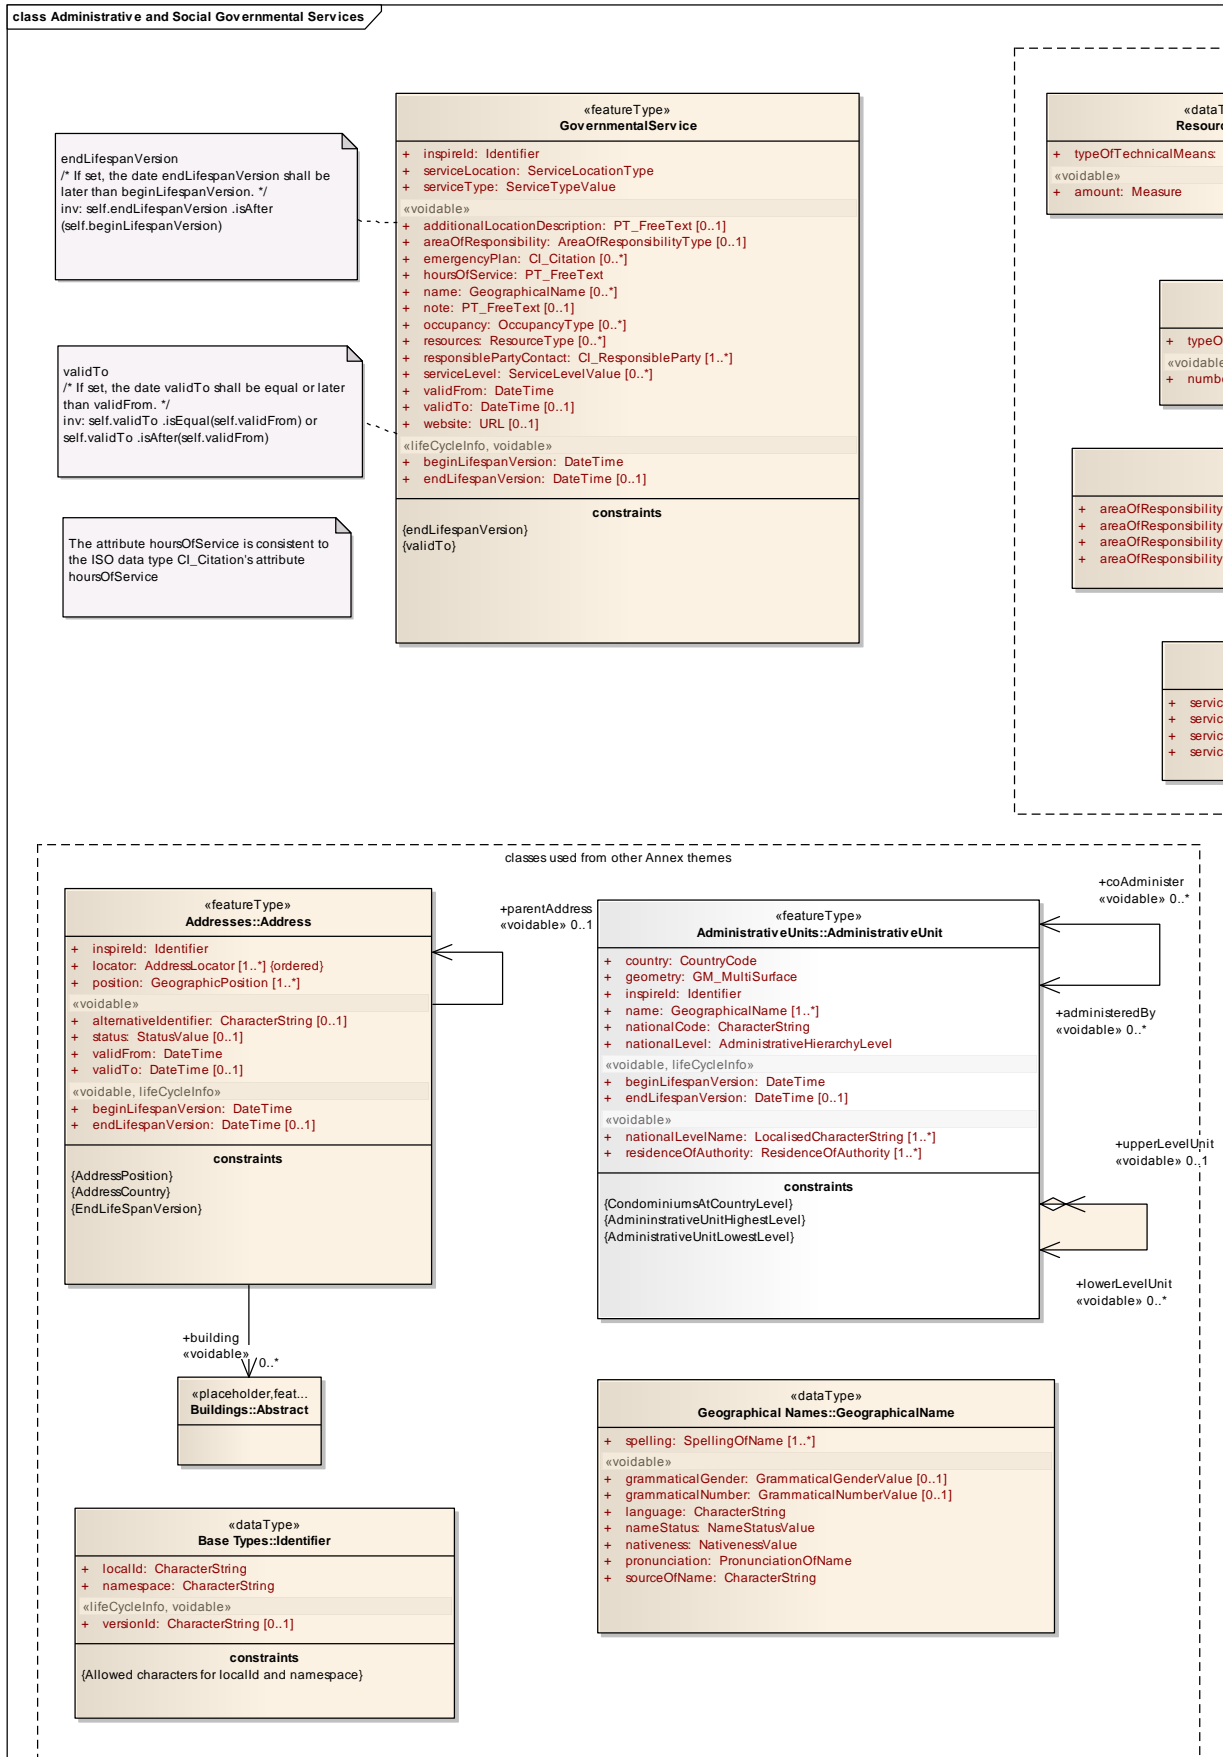 class Administrative and Social Governmental Services
endLifespanVersion
/* If set, the date endLifespanVersion shall be
later than beginLifespanVersion. */
inv: self.endLifespanVersion .isAfter
(self.beginLifespanVersion)
validTo
/* If set, the date validTo shall be equal or later
than validFrom. */
inv: self.validTo .isEqual(self.validFrom) or
self.validTo .isAfter(self.validFrom)
The attribute hoursOfService is consistent to
the ISO data type CI_Citation's attribute
hoursOfService
«featureType»
GovernmentalService
+ inspireId: Identifier
+ serviceLocation: ServiceLocationType
+ serviceType: ServiceTypeValue
«voidable»
+ additionalLocationDescription: PT_FreeText [0..1]
+ areaOfResponsibility: AreaOfResponsibilityType [0..1]
+ emergencyPlan: CI_Citation [0..*]
+ hoursOfService: PT_FreeText
+ name: GeographicalName [0..*]
+ note: PT_FreeText [0..1]
+ occupancy: OccupancyType [0..*]
+ resources: ResourceType [0..*]
+ responsiblePartyContact: CI_ResponsibleParty [1..*]
+ serviceLevel: ServiceLevelValue [0..*]
+ validFrom: DateTime
+ validTo: DateTime [0..1]
+ website: URL [0..1]
«lifeCycleInfo, voidable»
+ beginLifespanVersion: DateTime
+ endLifespanVersion: DateTime [0..1]
constraints
{endLifespanVersion}
{validTo}
«dataT
Resourc
+ typeOfTechnicalMeans:
«voidable»
+ amount: Measure
+ typeO
«voidable
+ numbe
+ areaOfResponsibility
+ areaOfResponsibility
+ areaOfResponsibility
+ areaOfResponsibility
+ servic
+ servic
+ servic
+ servic
classes used from other Annex themes
«featureType»
Addresses::Address
+ inspireId: Identifier
+ locator: AddressLocator [1..*] {ordered}
+ position: GeographicPosition [1..*]
«voidable»
+ alternativeIdentifier: CharacterString [0..1]
+ status: StatusValue [0..1]
+ validFrom: DateTime
+ validTo: DateTime [0..1]
«voidable, lifeCycleInfo»
+ beginLifespanVersion: DateTime
+ endLifespanVersion: DateTime [0..1]
constraints
{AddressPosition}
{AddressCountry}
{EndLifeSpanVersion}
+parentAddress
«voidable» 0..1
+building
«voidable»
0..*
«placeholder,feat...
Buildings::Abstract
«featureType»
AdministrativeUnits::AdministrativeUnit
+ country: CountryCode
+ geometry: GM_MultiSurface
+ inspireId: Identifier
+ name: GeographicalName [1..*]
+ nationalCode: CharacterString
+ nationalLevel: AdministrativeHierarchyLevel
«voidable, lifeCycleInfo»
+ beginLifespanVersion: DateTime
+ endLifespanVersion: DateTime [0..1]
«voidable»
+ nationalLevelName: LocalisedCharacterString [1..*]
+ residenceOfAuthority: ResidenceOfAuthority [1..*]
constraints
{CondominiumsAtCountryLevel}
{AdmininstrativeUnitHighestLevel}
{AdministrativeUnitLowestLevel}
+coAdminister
«voidable» 0..*
+administeredBy
«voidable» 0..*
+upperLevelUnit
«voidable» 0..1
+lowerLevelUnit
«voidable» 0..*
«dataType»
Base Types::Identifier
+ localId: CharacterString
+ namespace: CharacterString
«lifeCycleInfo, voidable»
+ versionId: CharacterString [0..1]
constraints
{Allowed characters for localId and namespace}
«dataType»
Geographical Names::GeographicalName
+ spelling: SpellingOfName [1..*]
«voidable»
+ grammaticalGender: GrammaticalGenderValue [0..1]
+ grammaticalNumber: GrammaticalNumberValue [0..1]
+ language: CharacterString
+ nameStatus: NameStatusValue
+ nativeness: NativenessValue
+ pronunciation: PronunciationOfName
+ sourceOfName: CharacterString